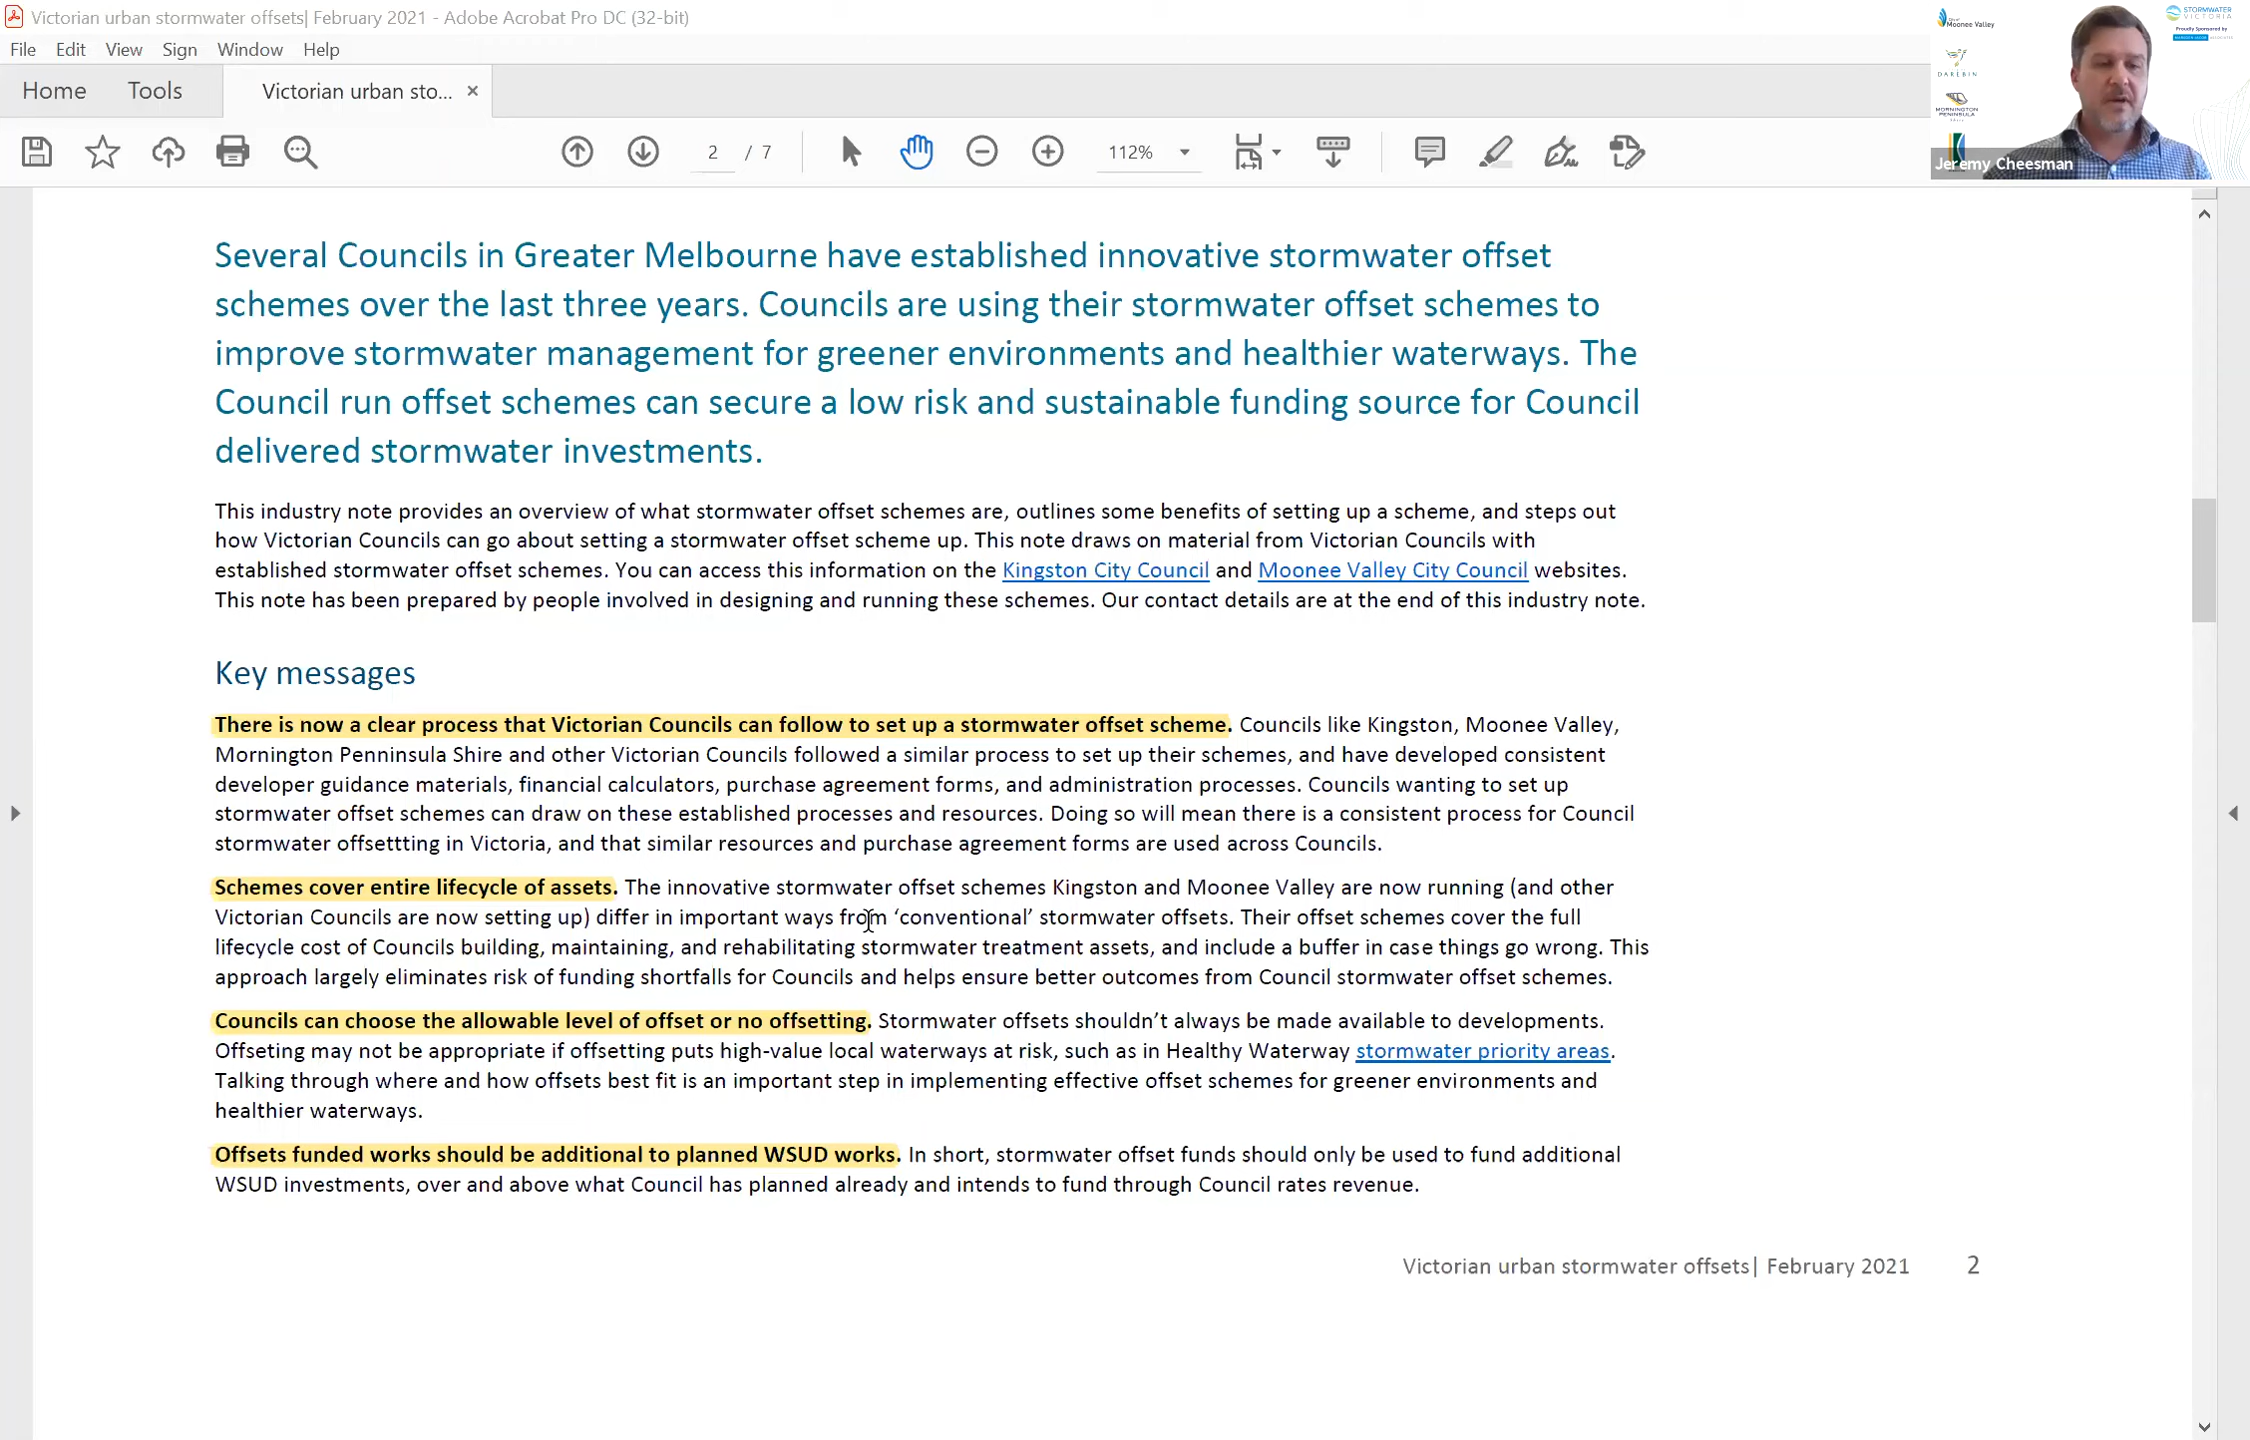 Victorian urban stormwater offsets| February 2021 - Adobe Acrobat Pro DC (32-bit)
File Edit View Sign Window Help
Home Tools Victorian urban sto... ×
2 / 7 112%
Moonee Valley
DAREBIN
MORNINGTON
PENINSULA
STORMWATER
VICTORIA
Proudly Sponsored by
Jeremy Cheesman
Several Councils in Greater Melbourne have established innovative stormwater offset
schemes over the last three years. Councils are using their stormwater offset schemes to
improve stormwater management for greener environments and healthier waterways. The
Council run offset schemes can secure a low risk and sustainable funding source for Council
delivered stormwater investments.
This industry note provides an overview of what stormwater offset schemes are, outlines some benefits of setting up a scheme, and steps out
how Victorian Councils can go about setting a stormwater offset scheme up. This note draws on material from Victorian Councils with
established stormwater offset schemes. You can access this information on the Kingston City Council and Moonee Valley City Council websites.
This note has been prepared by people involved in designing and running these schemes. Our contact details are at the end of this industry note.
Key messages
There is now a clear process that Victorian Councils can follow to set up a stormwater offset scheme. Councils like Kingston, Moonee Valley,
Mornington Penninsula Shire and other Victorian Councils followed a similar process to set up their schemes, and have developed consistent
developer guidance materials, financial calculators, purchase agreement forms, and administration processes. Councils wanting to set up
stormwater offset schemes can draw on these established processes and resources. Doing so will mean there is a consistent process for Council
stormwater offsettting in Victoria, and that similar resources and purchase agreement forms are used across Councils.
Schemes cover entire lifecycle of assets. The innovative stormwater offset schemes Kingston and Moonee Valley are now running (and other
Victorian Councils are now setting up) differ in important ways from ‘conventional’ stormwater offsets. Their offset schemes cover the full
lifecycle cost of Councils building, maintaining, and rehabilitating stormwater treatment assets, and include a buffer in case things go wrong. This
approach largely eliminates risk of funding shortfalls for Councils and helps ensure better outcomes from Council stormwater offset schemes.
Councils can choose the allowable level of offset or no offsetting. Stormwater offsets shouldn’t always be made available to developments.
Offseting may not be appropriate if offsetting puts high-value local waterways at risk, such as in Healthy Waterway stormwater priority areas.
Talking through where and how offsets best fit is an important step in implementing effective offset schemes for greener environments and
healthier waterways.
Offsets funded works should be additional to planned WSUD works. In short, stormwater offset funds should only be used to fund additional
WSUD investments, over and above what Council has planned already and intends to fund through Council rates revenue.
Victorian urban stormwater offsets| February 2021 2